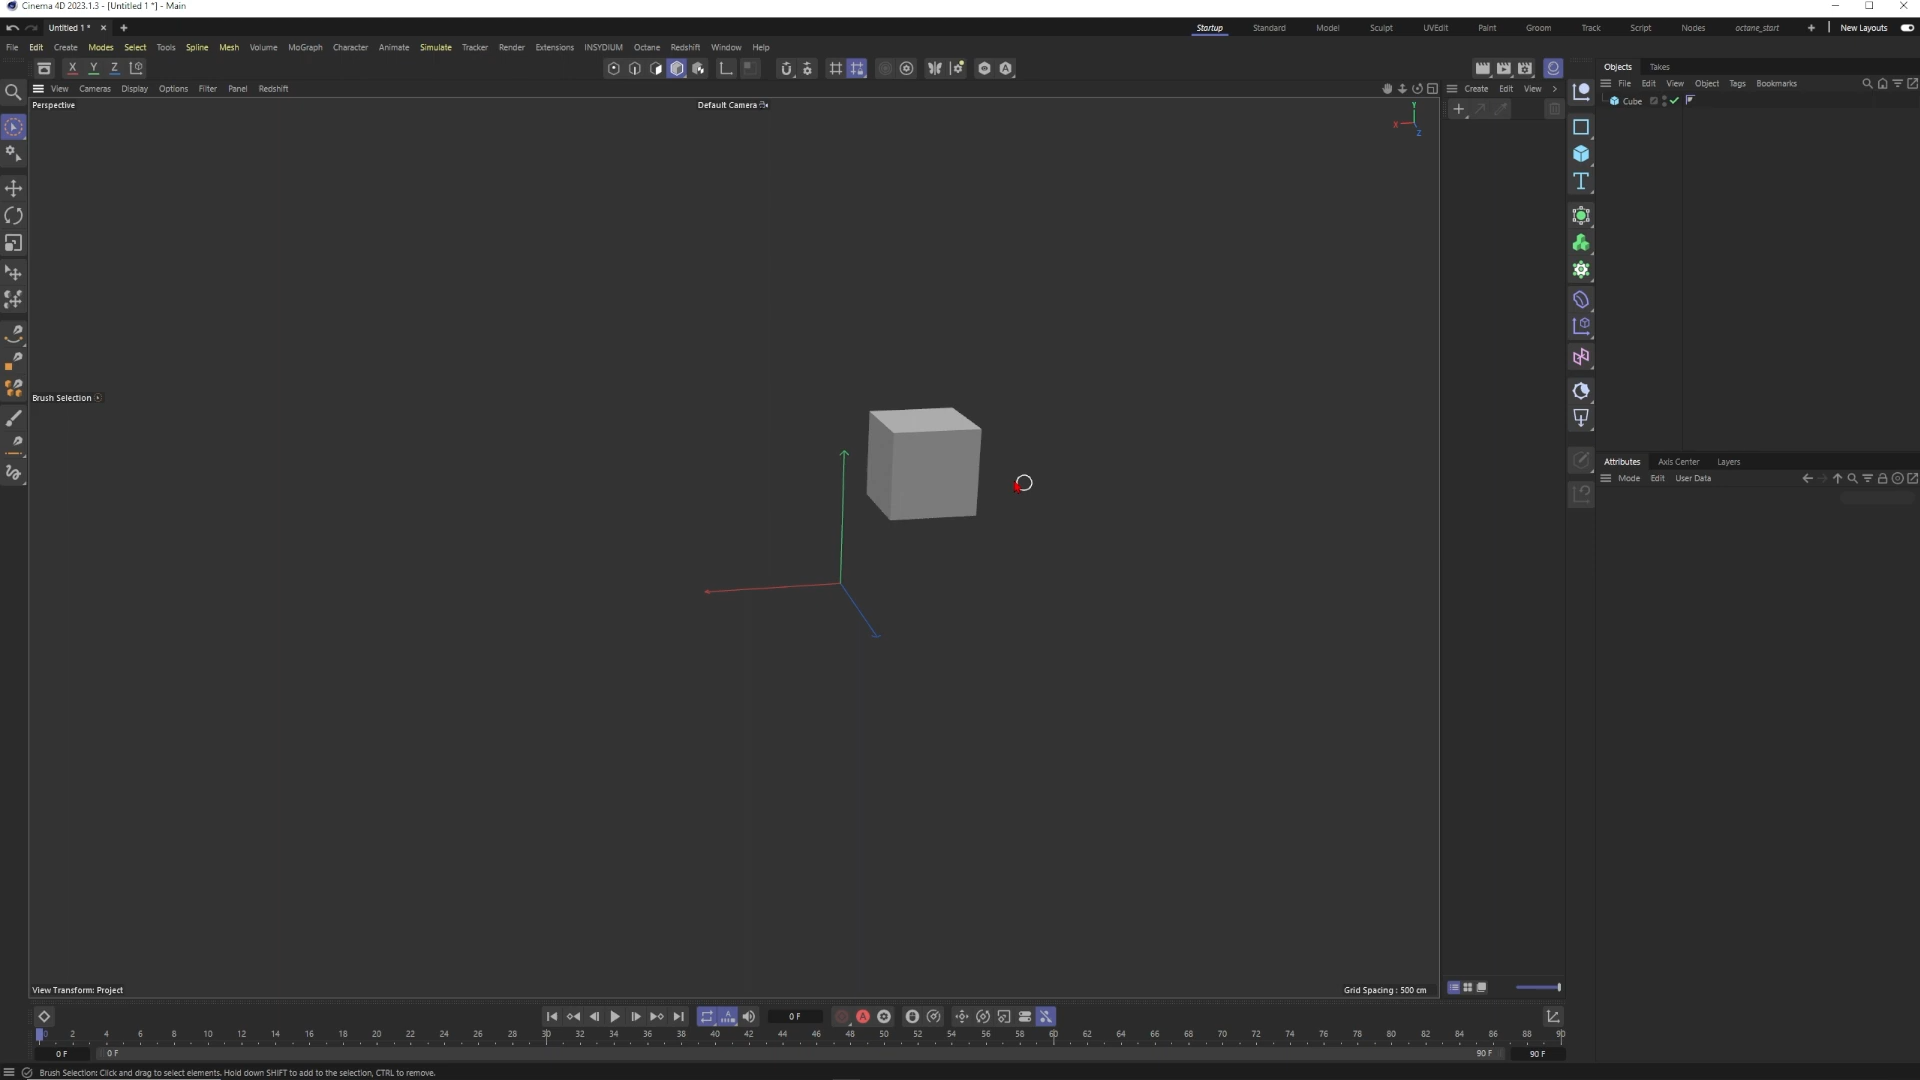 Cinema 4D 2023.1.3 - [Untitled 1 *] - Main
Untitled 1 *
Startup Standard Model Sculpt UVEdit Paint Groom Track Script Nodes octane_start New Layouts
File Edit Create Modes Select Tools Spline Mesh Volume MoGraph Character Animate Simulate Tracker Render Extensions INSYDIUM Octane Redshift Window Help
X Y Z
Objects Takes
File Edit View Object Tags Bookmarks
View Cameras Display Options Filter Panel Redshift
Create Edit View
Perspective
Default Camera
Cube
Y
X
Z
Brush Selection
Attributes Axis Center Layers
Mode Edit User Data
View Transform: Project
Grid Spacing : 500 cm
0 F
0 2 4 6 8 10 12 14 16 18 20 22 24 26 28 30 32 34 36 38 40 42 44 46 48 50 52 54 56 58 60 62 64 66 68 70 72 74 76 78 80 82 84 86 88 90
0 F 0 F 90 F 90 F
Brush Selection: Click and drag to select elements. Hold down SHIFT to add to the selection, CTRL to remove.